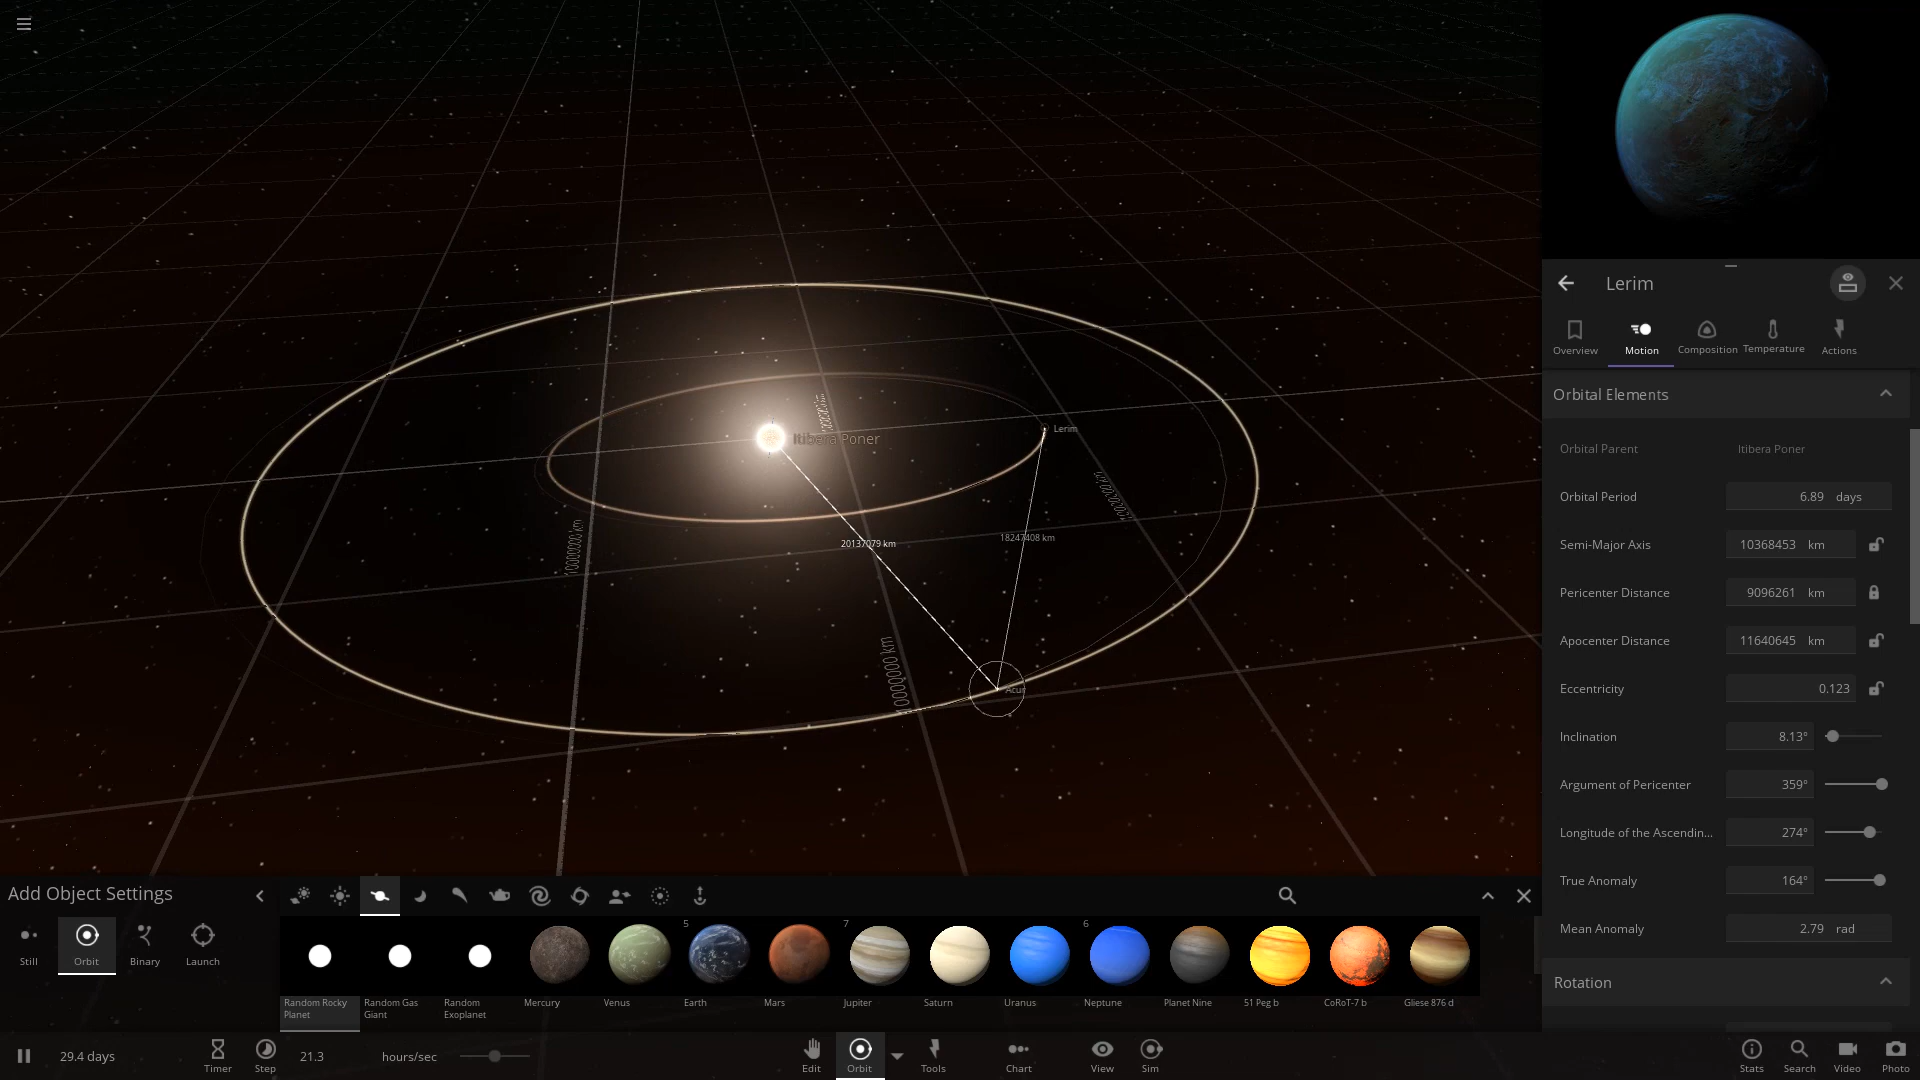 Itibera Poner
Lerim
20137079 km
18247408 km
10000000 km
10000000 km
Acur
Lerim
Overview
Motion
Composition
Temperature
Actions
Orbital Elements
Orbital Parent Itibera Poner
Orbital Period 6.89 days
Semi-Major Axis 10368453 km
Pericenter Distance 9096261 km
Apocenter Distance 11640645 km
Eccentricity 0.123
Inclination 8.13°
Argument of Pericenter 359°
Longitude of the Ascendin... 274°
True Anomaly 164°
Mean Anomaly 2.79 rad
Rotation
Add Object Settings
Still
Orbit
Binary
Launch
5
7
6
Random Rocky
Planet
Random Gas
Giant
Random
Exoplanet
Mercury
Venus
Earth
Mars
Jupiter
Saturn
Uranus
Neptune
Planet Nine
51 Peg b
CoRoT-7 b
Gliese 876 d
29.4 days
Timer
Step
21.3 hours/sec
Edit
Orbit
Tools
Chart
View
Sim
Stats
Search
Video
Photo